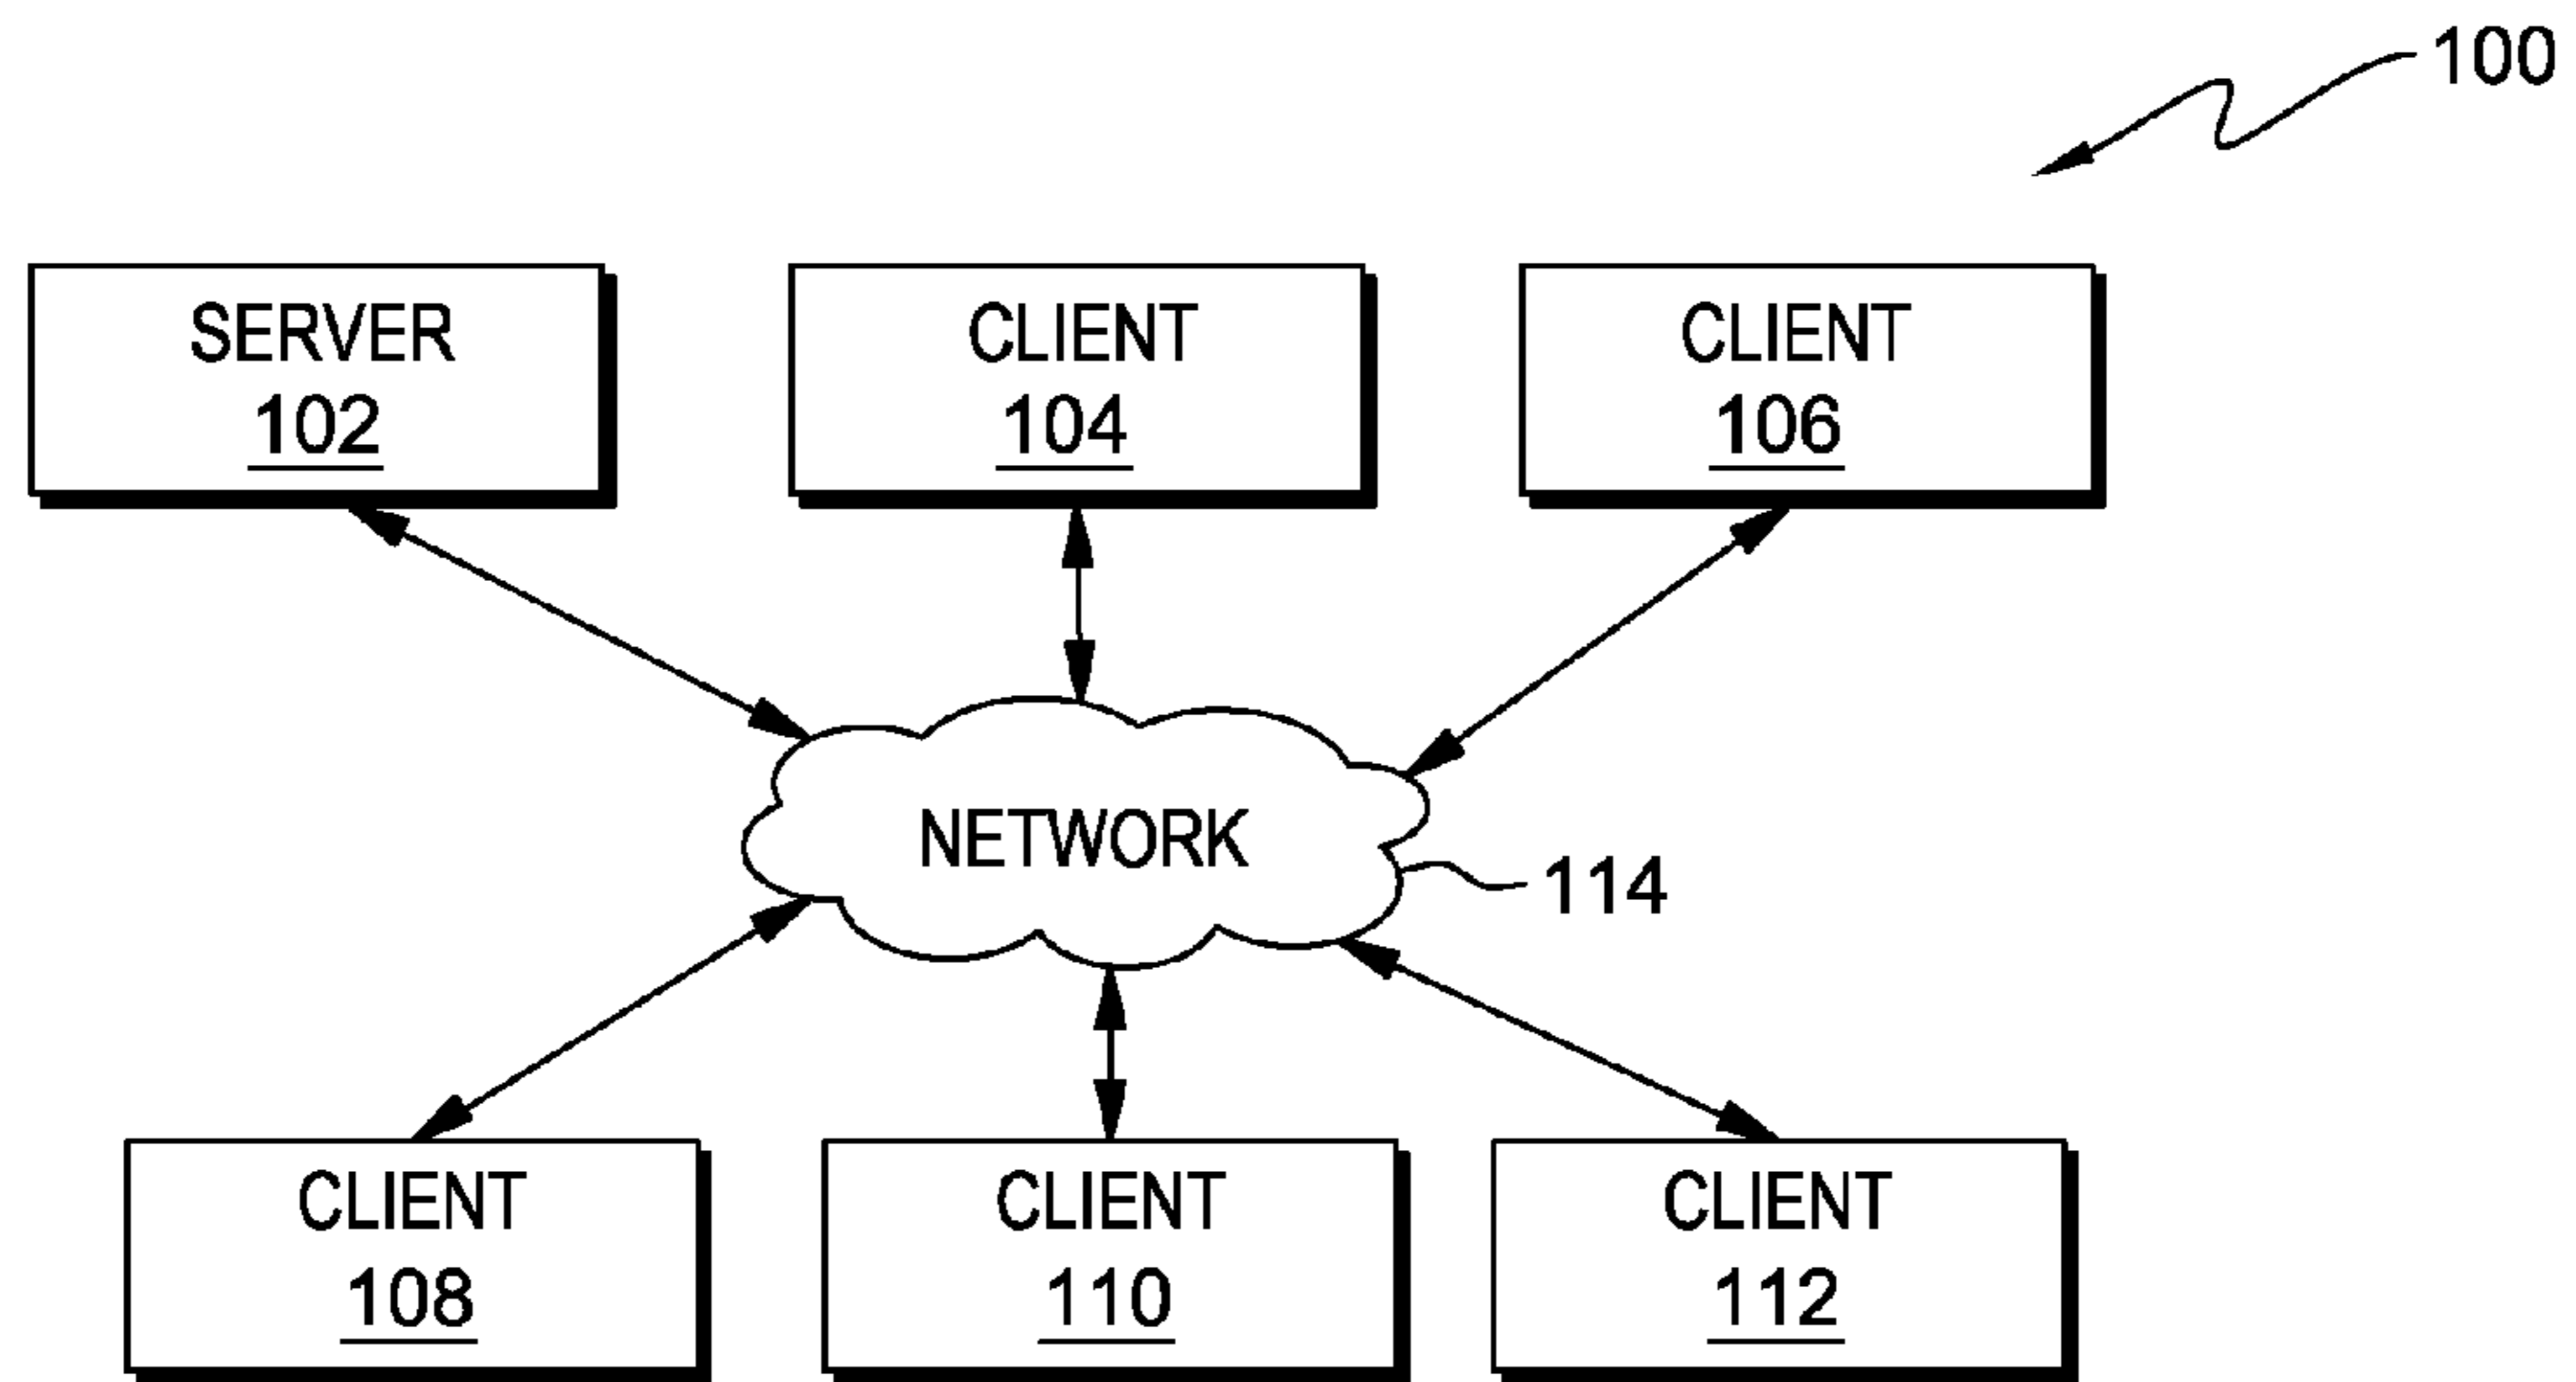 100
SERVER
102
CLIENT
104
CLIENT
106
NETWORK
114
CLIENT
108
CLIENT
110
CLIENT
112